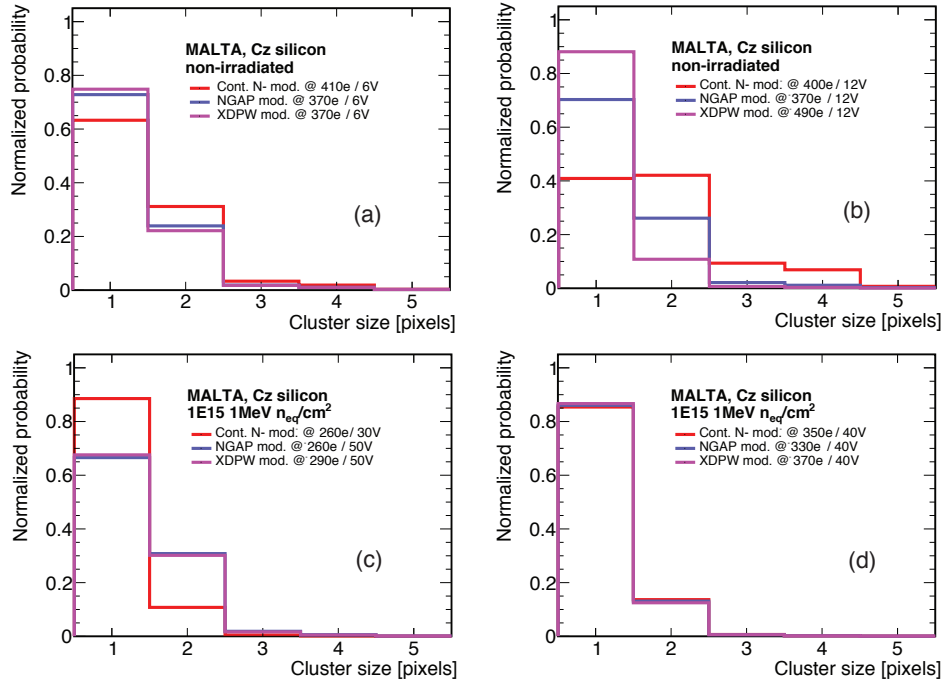 Normalized probability
1
0.8
0.6
0.4
0.2
0
MALTA, Cz silicon
non-irradiated
Cont. N- mod. @ 410e / 6V
NGAP mod. @ 370e / 6V
XDPW mod. @ 370e / 6V
(a)
1 2 3 4 5
Cluster size [pixels]
Normalized probability
1
0.8
0.6
0.4
0.2
0
MALTA, Cz silicon
non-irradiated
Cont. N- mod. @ 400e / 12V
NGAP mod. @ 370e / 12V
XDPW mod. @ 490e / 12V
(b)
1 2 3 4 5
Cluster size [pixels]
Normalized probability
1
0.8
0.6
0.4
0.2
0
MALTA, Cz silicon
1E15 1MeV n_eq/cm²
Cont. N- mod. @ 260e / 30V
NGAP mod. @ 260e / 50V
XDPW mod. @ 290e / 50V
(c)
1 2 3 4 5
Cluster size [pixels]
Normalized probability
1
0.8
0.6
0.4
0.2
0
MALTA, Cz silicon
1E15 1MeV n_eq/cm²
Cont. N- mod. @ 350e / 40V
NGAP mod. @ 330e / 40V
XDPW mod. @ 370e / 40V
(d)
1 2 3 4 5
Cluster size [pixels]